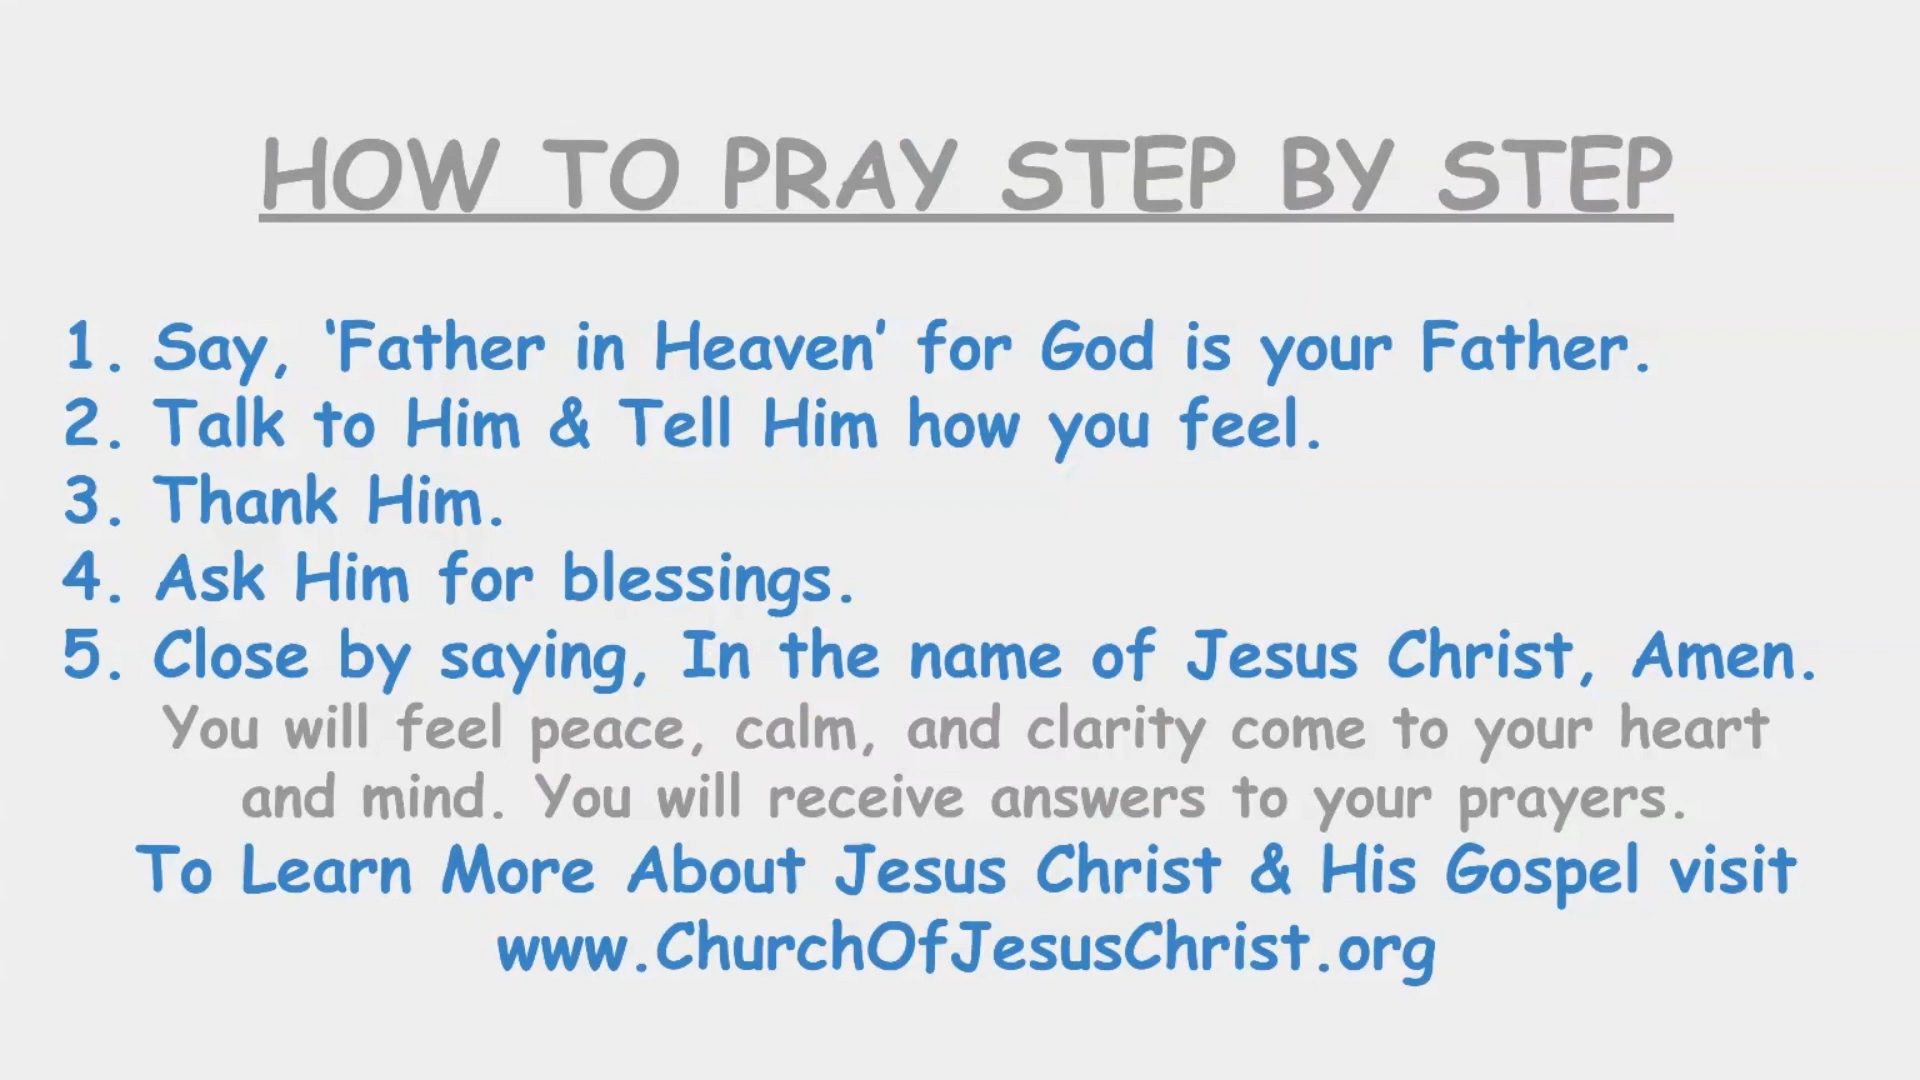 HOW TO PRAY STEP BY STEP
1. Say, ‘Father in Heaven’ for God is your Father.
2. Talk to Him & Tell Him how you feel.
3. Thank Him.
4. Ask Him for blessings.
5. Close by saying, In the name of Jesus Christ, Amen.
You will feel peace, calm, and clarity come to your heart
and mind. You will receive answers to your prayers.
To Learn More About Jesus Christ & His Gospel visit
www.ChurchOfJesusChrist.org